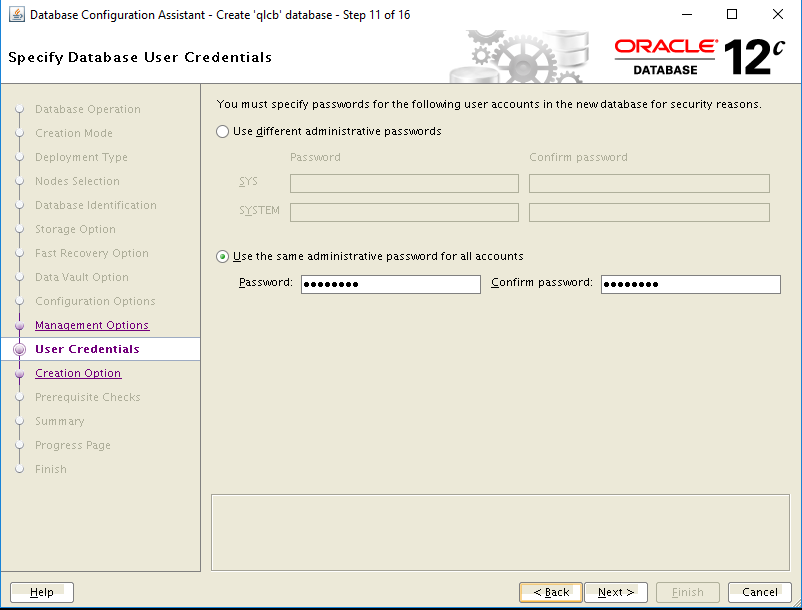 Database Configuration Assistant - Create 'qlcb' database - Step 11 of 16
Specify Database User Credentials
ORACLE®
DATABASE
12c
Database Operation
Creation Mode
Deployment Type
Nodes Selection
Database Identification
Storage Option
Fast Recovery Option
Data Vault Option
Configuration Options
Management Options
User Credentials
Creation Option
Prerequisite Checks
Summary
Progress Page
Finish
You must specify passwords for the following user accounts in the new database for security reasons.
Use different administrative passwords
Password Confirm password
SYS
SYSTEM
Use the same administrative password for all accounts
Password: •••••••• Confirm password: ••••••••
Help < Back Next > Finish Cancel